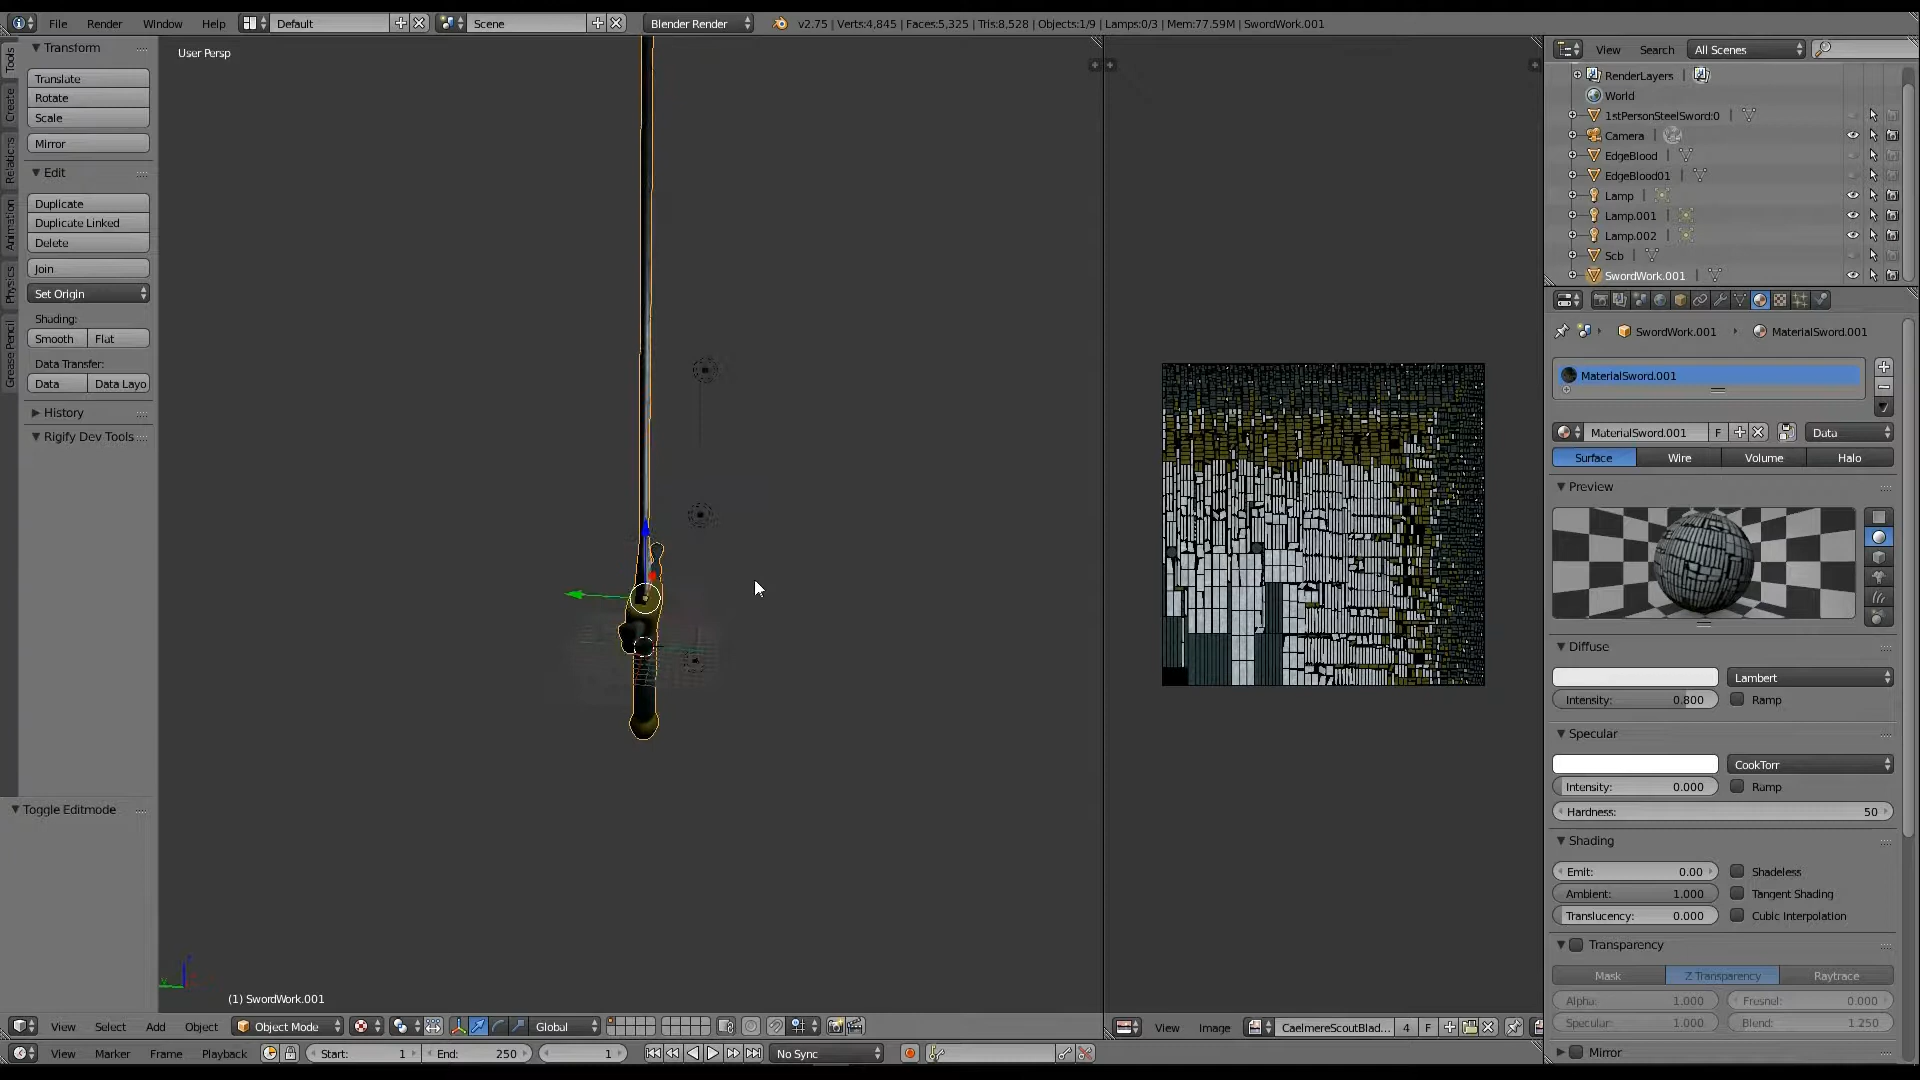 File Render Window Help Default Scene Blender Render v2.75 | Verts:4,845 | Faces:5,325 | Tris:8,528 | Objects:1/9 | Lamps:0/3 | Mem:77.59M | SwordWork.001
Tools
Create
Relations
Animation
Physics
Grease Pencil
Transform
Translate
Rotate
Scale
Mirror
Edit
Duplicate
Duplicate Linked
Delete
Join
Set Origin
Shading:
Smooth Flat
Data Transfer:
Data Data Layo
History
Rigify Dev Tools
Toggle Editmode
User Persp
(1) SwordWork.001
View Select Add Object Object Mode Global
View Image CaelmereScoutBlad... 4 F
View Marker Frame Playback Start: 1 End: 250 1 No Sync
View Search All Scenes
RenderLayers
World
1stPersonSteelSword:0
Camera
EdgeBlood
EdgeBlood01
Lamp
Lamp.001
Lamp.002
Scb
SwordWork.001
SwordWork.001 MaterialSword.001
MaterialSword.001
MaterialSword.001 F Data
Surface Wire Volume Halo
Preview
Diffuse
Lambert
Intensity: 0.800 Ramp
Specular
CookTorr
Intensity: 0.000 Ramp
Hardness: 50
Shading
Emit: 0.00 Shadeless
Ambient: 1.000 Tangent Shading
Translucency: 0.000 Cubic Interpolation
Transparency
Mask Z Transparency Raytrace
Alpha: 1.000 Fresnel: 0.000
Specular: 1.000 Blend: 1.250
Mirror